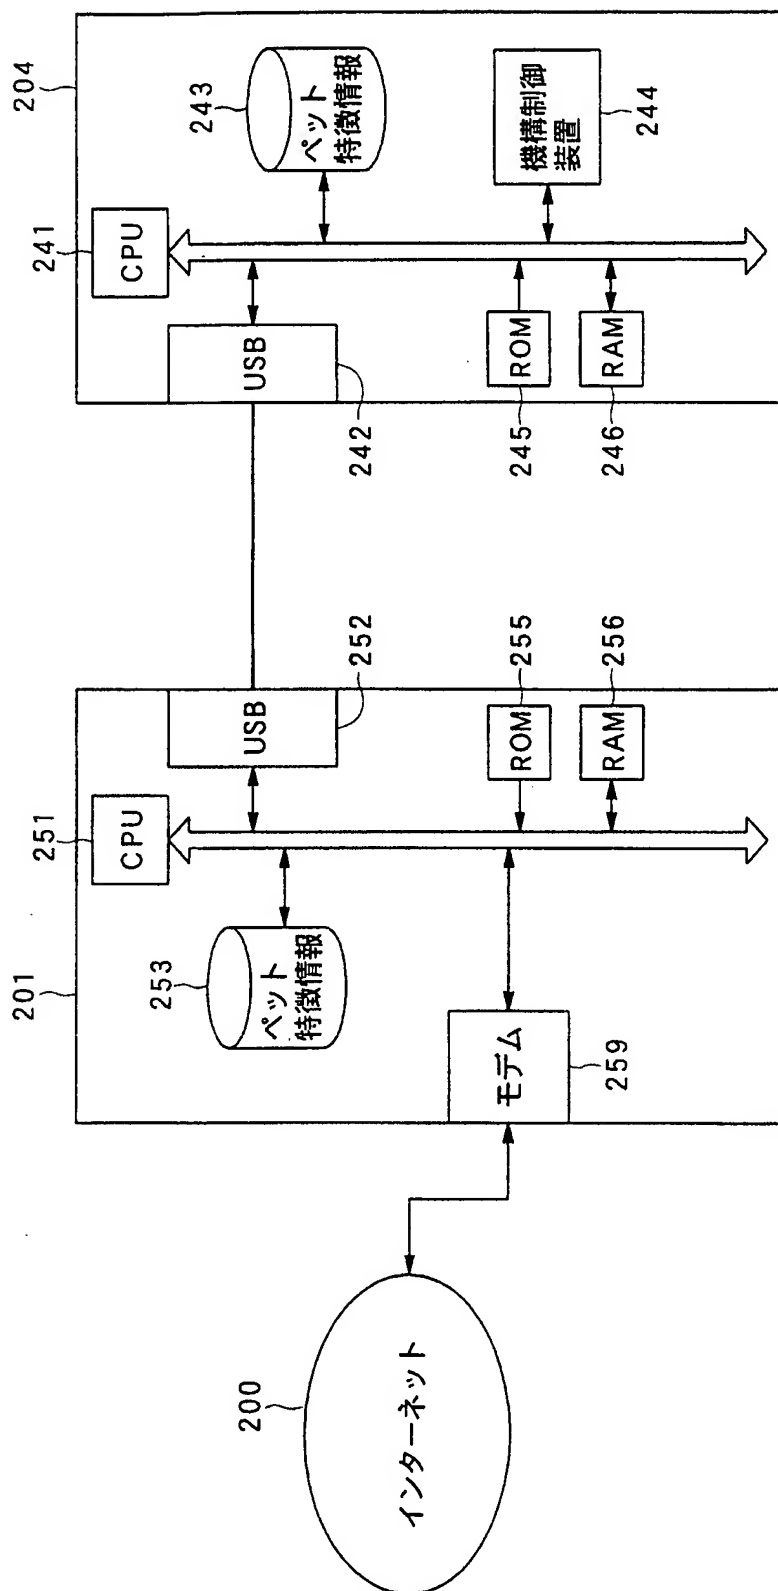 204
243
ペット
特徴情報
機構制御
装置
244
241
CPU
USB
242
ROM
245
RAM
246
201
251
CPU
USB
252
253
ペット
特徴情報
ROM
255
RAM
256
モデム
259
200
インターネット